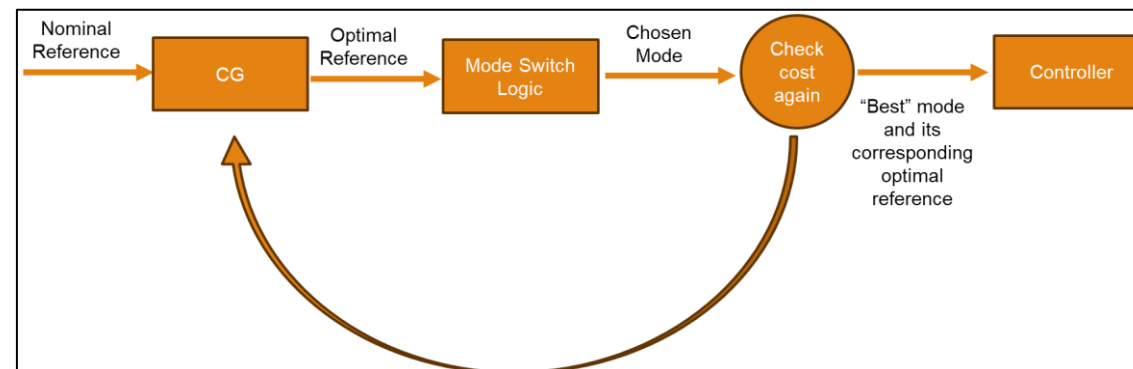 Nominal
Reference
CG
Optimal
Reference
Mode Switch
Logic
Chosen
Mode
Check
cost
again
“Best” mode
and its
corresponding
optimal
reference
Controller